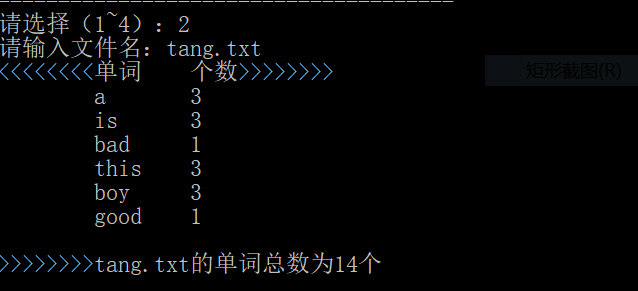 ================================================
请选择（1~4）：2
请输入文件名：tang.txt
<<<<<<<<单词    个数>>>>>>>>
a    3
is    3
bad    1
this    3
boy    3
good    1
>>>>>>>>tang.txt的单词总数为14个
矩形截图(R)